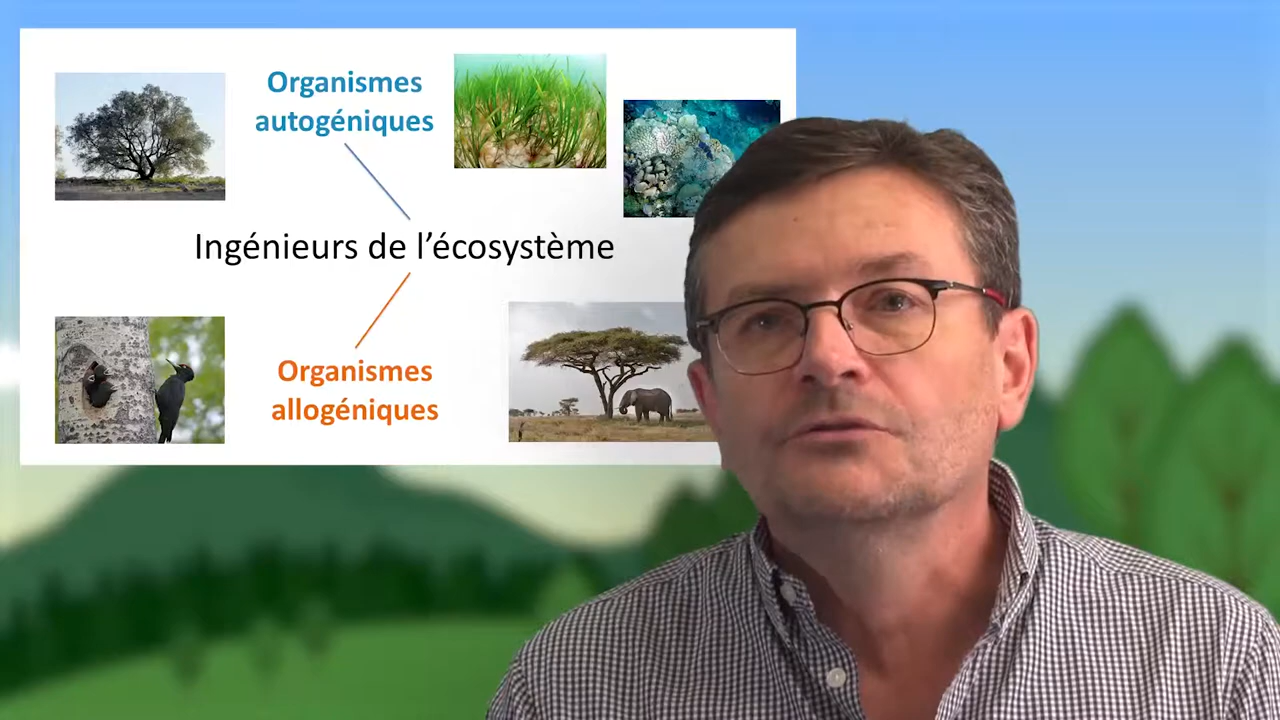 Organismes
autogéniques
Ingénieurs de l’écosystème
Organismes
allogéniques